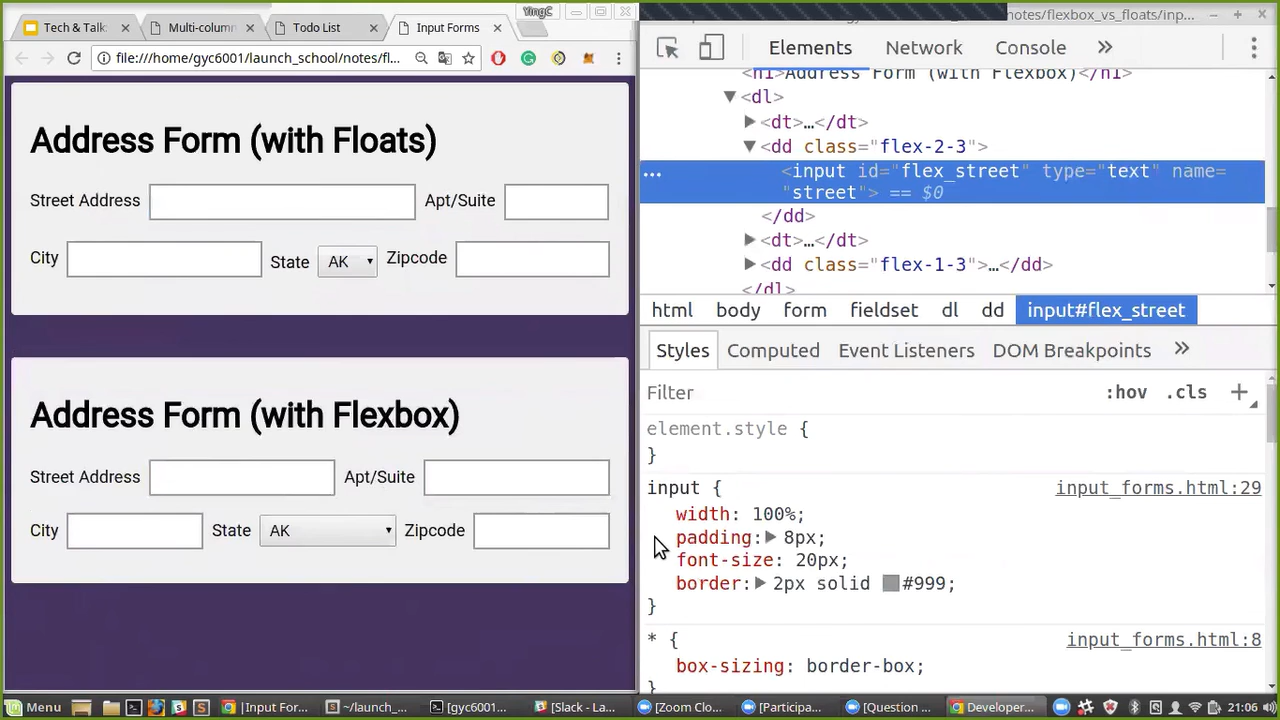 YingC
Tech & Talk
Multi-column
Todo List
Input Forms
file:///home/gyc6001/launch_school/notes/fl...
Address Form (with Floats)
Street Address
Apt/Suite
City
State
AK
Zipcode
Address Form (with Flexbox)
Street Address
Apt/Suite
City
State
AK
Zipcode
notes/flexbox_vs_floats/inp...
Elements
Network
Console
»
<h1>Address Form (with Flexbox)</h1>
<dl>
<dt>…</dt>
<dd class="flex-2-3">
… <input id="flex_street" type="text" name=
"street"> == $0
</dd>
<dt>…</dt>
<dd class="flex-1-3">…</dd>
</dl>
html body form fieldset dl dd input#flex_street
Styles Computed Event Listeners DOM Breakpoints »
Filter :hov .cls +
element.style {
}
input { input_forms.html:29
width: 100%;
padding: 8px;
font-size: 20px;
border: 2px solid #999;
}
* { input_forms.html:8
box-sizing: border-box;
}
Menu
|Input For...
~/launch_...
[gyc6001...
[Slack - La...
[Zoom Clo...
[Participa...
[Question ...
Developer...
21:06